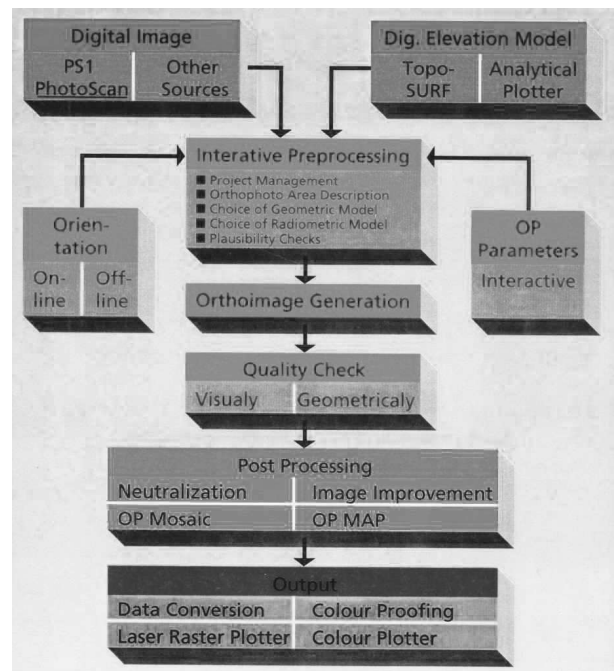 Digital Image
PS1 PhotoScan
Other Sources
Dig. Elevation Model
Topo-SURF
Analytical Plotter
Interative Preprocessing
■ Project Management
■ Orthophoto Area Description
■ Choice of Geometric Model
■ Choice of Radiometric Model
■ Plausibility Checks
Orien-
tation
On-
line
Off-
line
OP
Parameters
Interactive
Orthoimage Generation
Quality Check
Visualy
Geometricaly
Post Processing
Neutralization
Image Improvement
OP Mosaic
OP MAP
Output
Data Conversion
Colour Proofing
Laser Raster Plotter
Colour Plotter